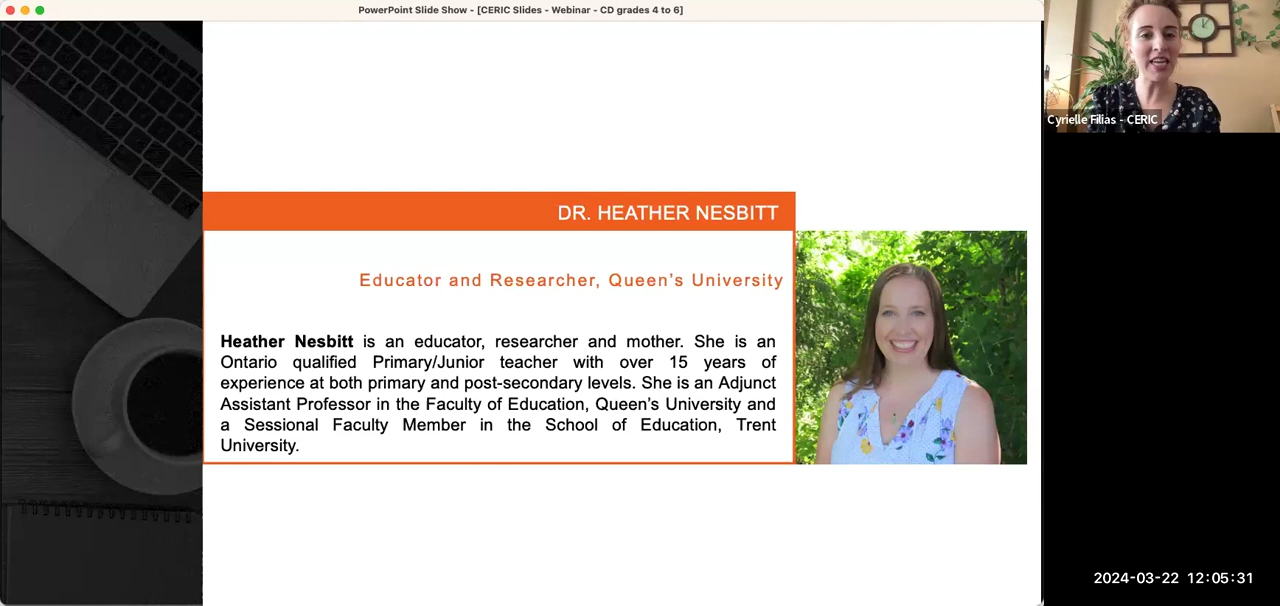 PowerPoint Slide Show - [CERIC Slides - Webinar - CD grades 4 to 6]
Cyrielle Filias - CERIC
DR. HEATHER NESBITT
Educator and Researcher, Queen's University
Heather Nesbitt is an educator, researcher and mother. She is an
Ontario qualified Primary/Junior teacher with over 15 years of
experience at both primary and post-secondary levels. She is an Adjunct
Assistant Professor in the Faculty of Education, Queen's University and
a Sessional Faculty Member in the School of Education, Trent
University.
2024-03-22 12:05:31